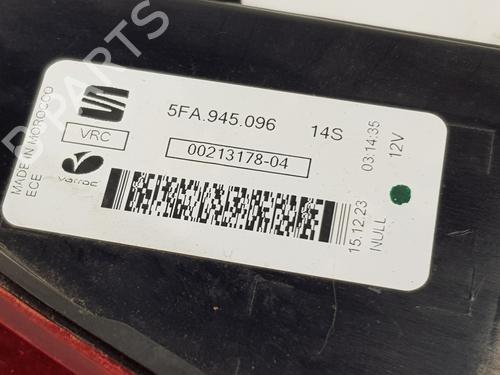 5FA.945.096 14S
VRC
00213178-04
varroc
MADE IN MOROCCO
ECE
03:14:35
12V
15.12.23
NULL
B-PARTS